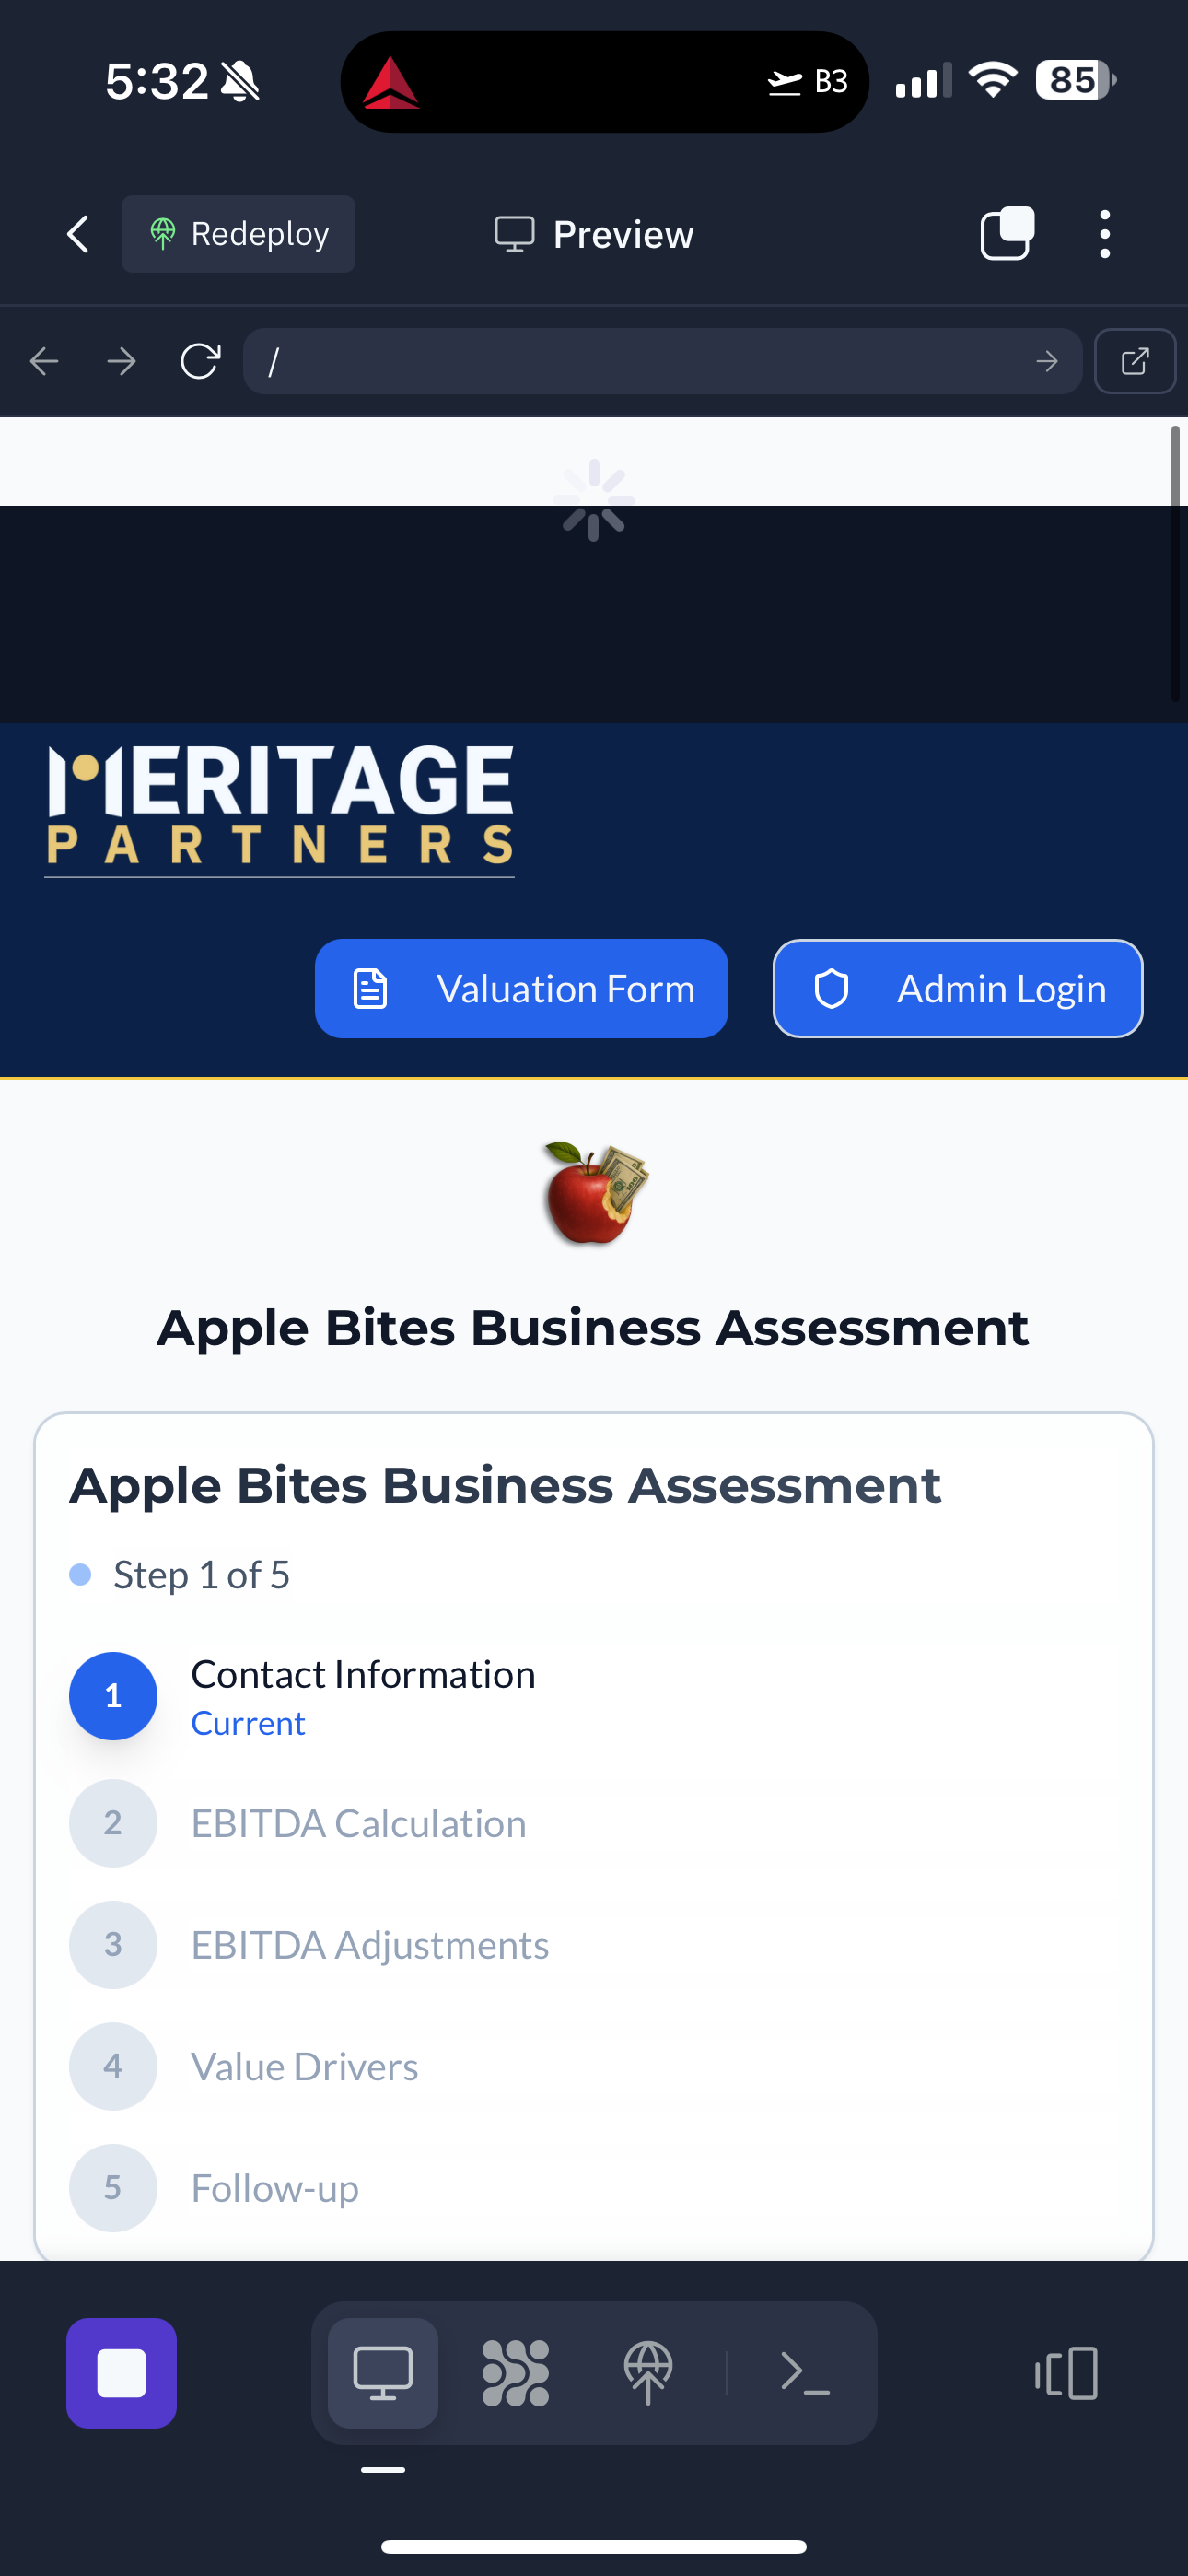 5:32
B3
85
Redeploy
Preview
/
MERITAGE
PARTNERS
Valuation Form
Admin Login
Apple Bites Business Assessment
Apple Bites Business Assessment
Step 1 of 5
1
Contact Information
Current
2
EBITDA Calculation
3
EBITDA Adjustments
4
Value Drivers
5
Follow-up